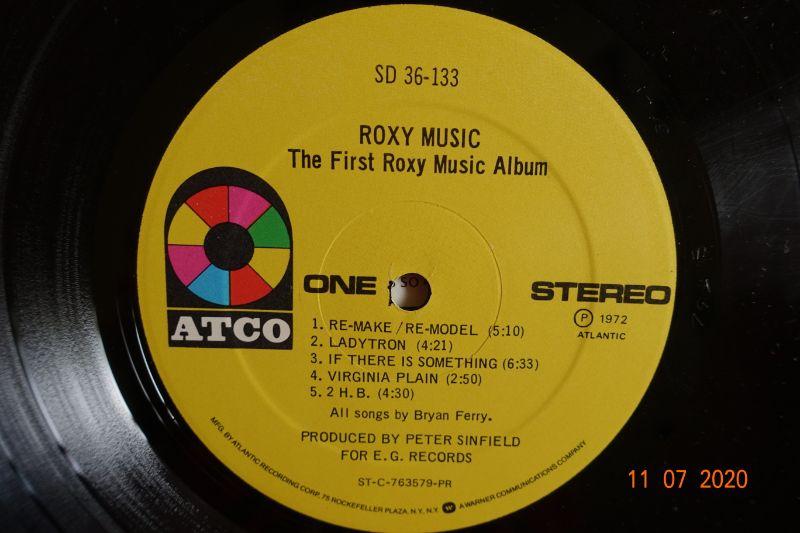 SD 36-133
ROXY MUSIC
The First Roxy Music Album
ATCO
ONE
STEREO
Ⓟ 1972
ATLANTIC
1. RE-MAKE / RE-MODEL (5:10)
2. LADYTRON (4:21)
3. IF THERE IS SOMETHING (6:33)
4. VIRGINIA PLAIN (2:50)
5. 2 H.B. (4:30)
All songs by Bryan Ferry.
PRODUCED BY PETER SINFIELD
FOR E.G. RECORDS
ST-C-763579-PR
MFG. BY ATLANTIC RECORDING CORP. 75 ROCKEFELLER PLAZA, N.Y., N.Y. W A WARNER COMMUNICATIONS COMPANY
11 07 2020